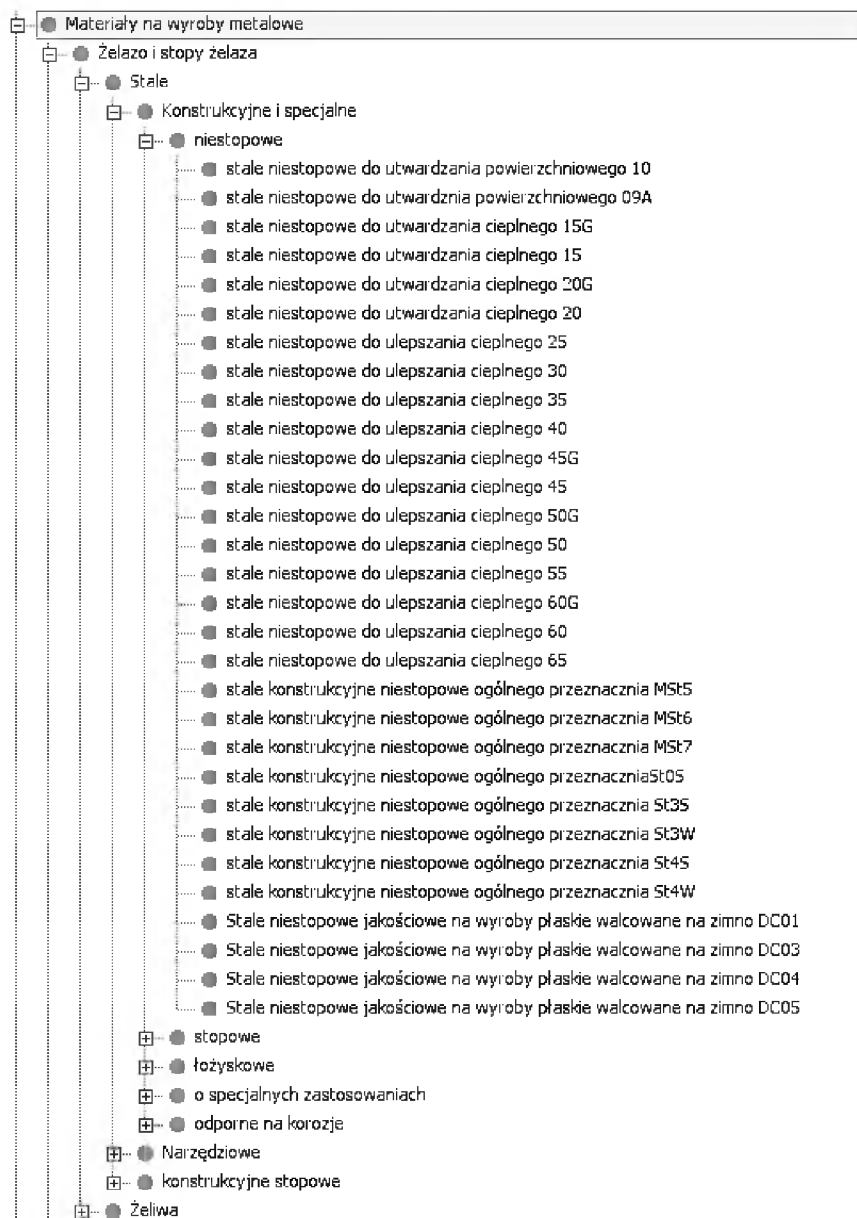 Materiały na wyroby metalowe
Żelazo i stopy żelaza
Stale
Konstrukcyjne i specjalne
niestopowe
stale niestopowe do utwardzania powierzchniowego 10
stale niestopowe do utwardznia powierzchniowego 09A
stale niestopowe do utwardzania cieplnego 15G
stale niestopowe do utwardzania cieplnego 15
stale niestopowe do utwardzania cieplnego 20G
stale niestopowe do utwardzania cieplnego 20
stale niestopowe do ulepszania cieplnego 25
stale niestopowe do ulepszania cieplnego 30
stale niestopowe do ulepszania cieplnego 35
stale niestopowe do ulepszania cieplnego 40
stale niestopowe do ulepszania cieplnego 45G
stale niestopowe do ulepszania cieplnego 45
stale niestopowe do ulepszania cieplnego 50G
stale niestopowe do ulepszania cieplnego 50
stale niestopowe do ulepszania cieplnego 55
stale niestopowe do ulepszania cieplnego 60G
stale niestopowe do ulepszania cieplnego 60
stale niestopowe do ulepszania cieplnego 65
stale konstrukcyjne niestopowe ogólnego przeznacznia MSt5
stale konstrukcyjne niestopowe ogólnego przeznacznia MSt6
stale konstrukcyjne niestopowe ogólnego przeznacznia MSt7
stale konstrukcyjne niestopowe ogólnego przeznaczniaSt0S
stale konstrukcyjne niestopowe ogólnego przeznacznia St3S
stale konstrukcyjne niestopowe ogólnego przeznacznia St3W
stale konstrukcyjne niestopowe ogólnego przeznacznia St4S
stale konstrukcyjne niestopowe ogólnego przeznacznia St4W
Stale niestopowe jakościowe na wyroby płaskie walcowane na zimno DC01
Stale niestopowe jakościowe na wyroby płaskie walcowane na zimno DC03
Stale niestopowe jakościowe na wyroby płaskie walcowane na zimno DC04
Stale niestopowe jakościowe na wyroby płaskie walcowane na zimno DC05
stopowe
łożyskowe
o specjalnych zastosowaniach
odporne na korozje
Narzędziowe
konstrukcyjne stopowe
Żeliwa